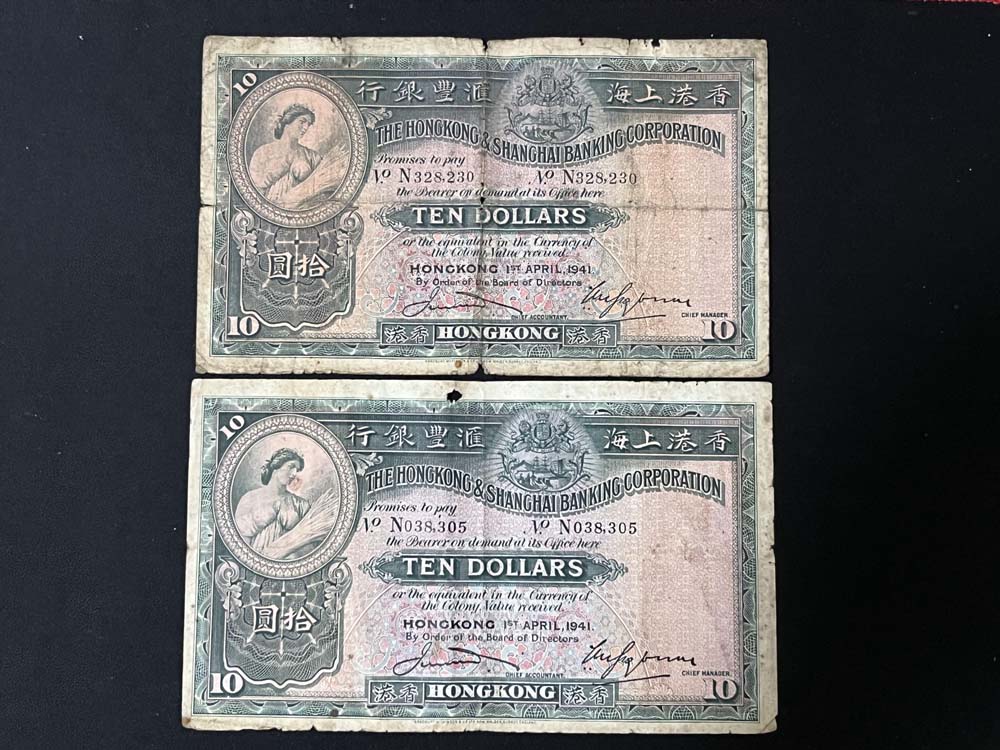 10
行銀豐滙 海上港香
THE HONGKONG & SHANGHAI BANKING CORPORATION
Promises to pay
No N328,230 No N328,230
the Bearer on demand at its Office here
TEN DOLLARS
or the equivalent in the Currency of
the Colony, Value received.
圓拾
HONGKONG 1ST APRIL, 1941.
By Order of the Board of Directors
CHIEF ACCOUNTANT. CHIEF MANAGER.
10 港香 HONGKONG 港香 10
10
行銀豐滙 海上港香
THE HONGKONG & SHANGHAI BANKING CORPORATION
Promises to pay
No N038,305 No N038,305
the Bearer on demand at its Office here
TEN DOLLARS
or the equivalent in the Currency of
the Colony, Value received.
圓拾
HONGKONG 1ST APRIL, 1941.
By Order of the Board of Directors
CHIEF ACCOUNTANT. CHIEF MANAGER.
10 港香 HONGKONG 港香 10